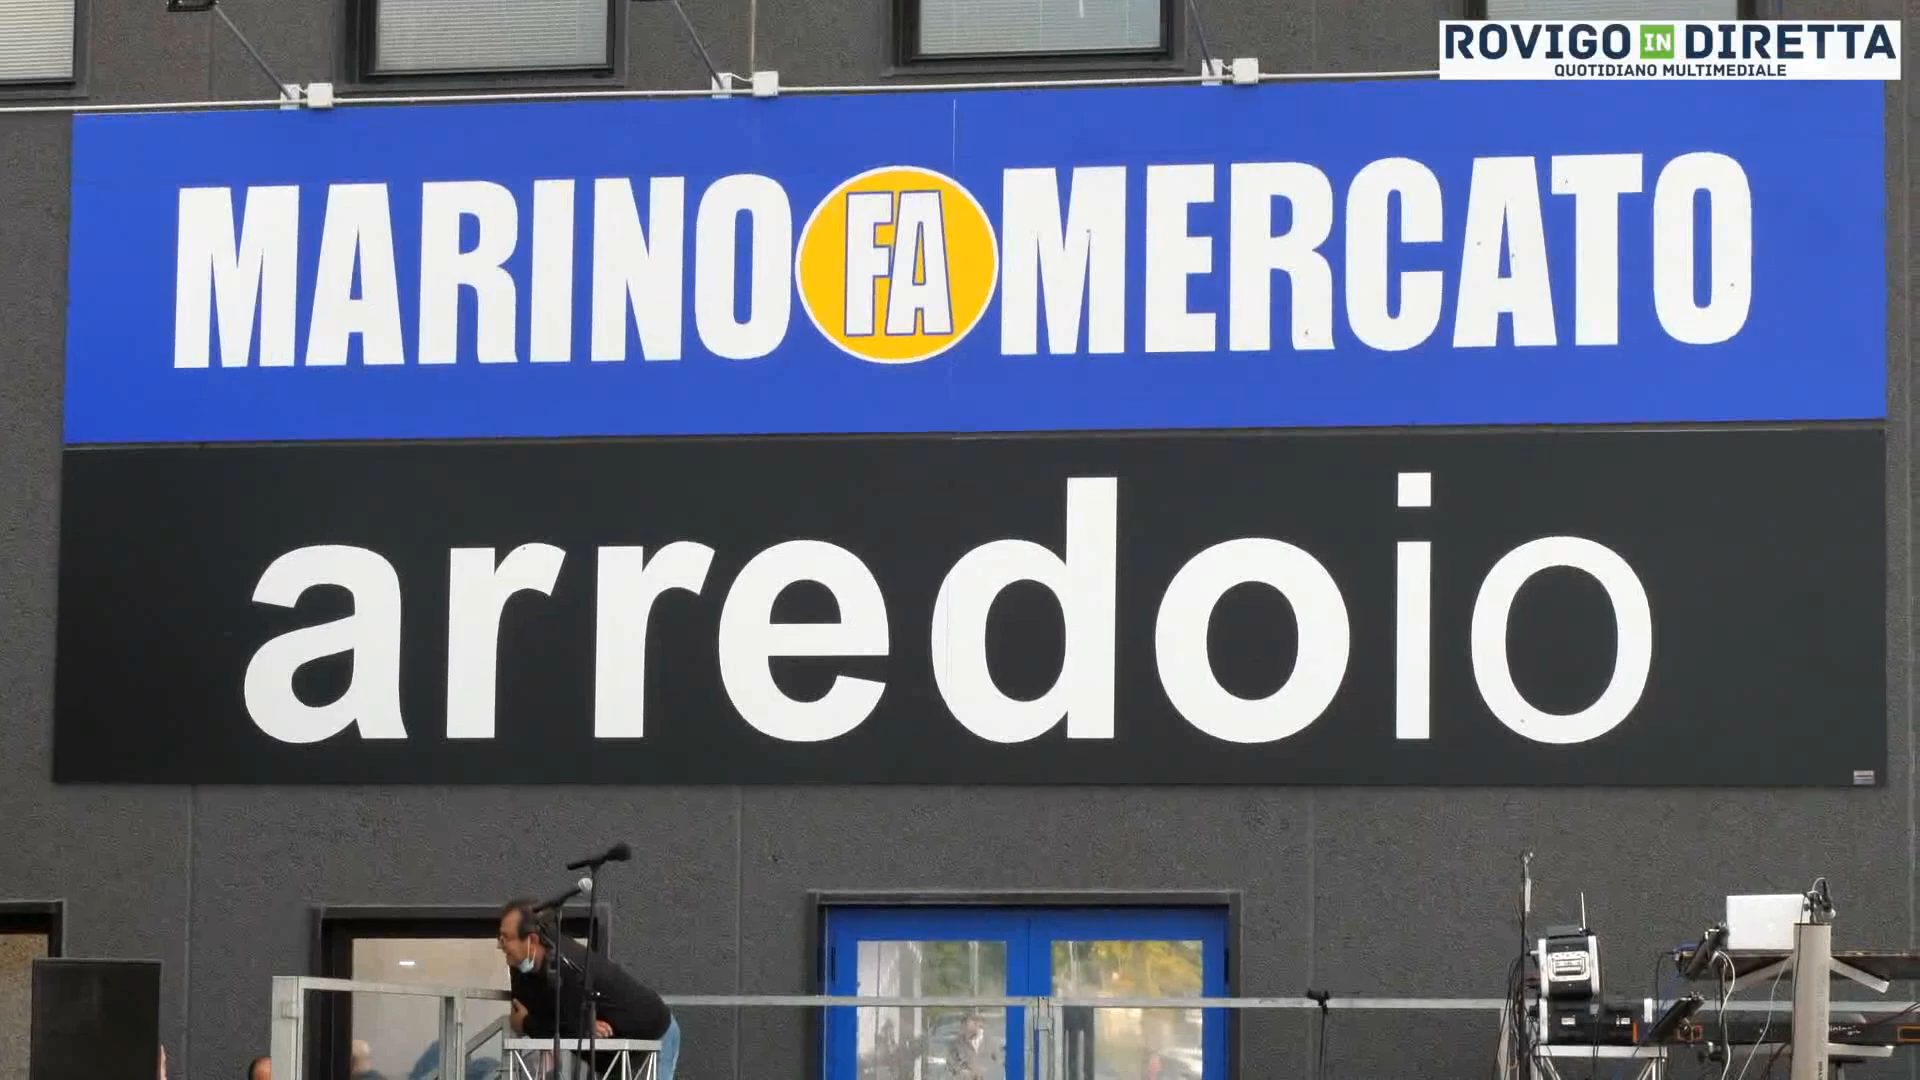 ROVIGO IN DIRETTA
QUOTIDIANO MULTIMEDIALE
MARINO FA MERCATO
arredoio